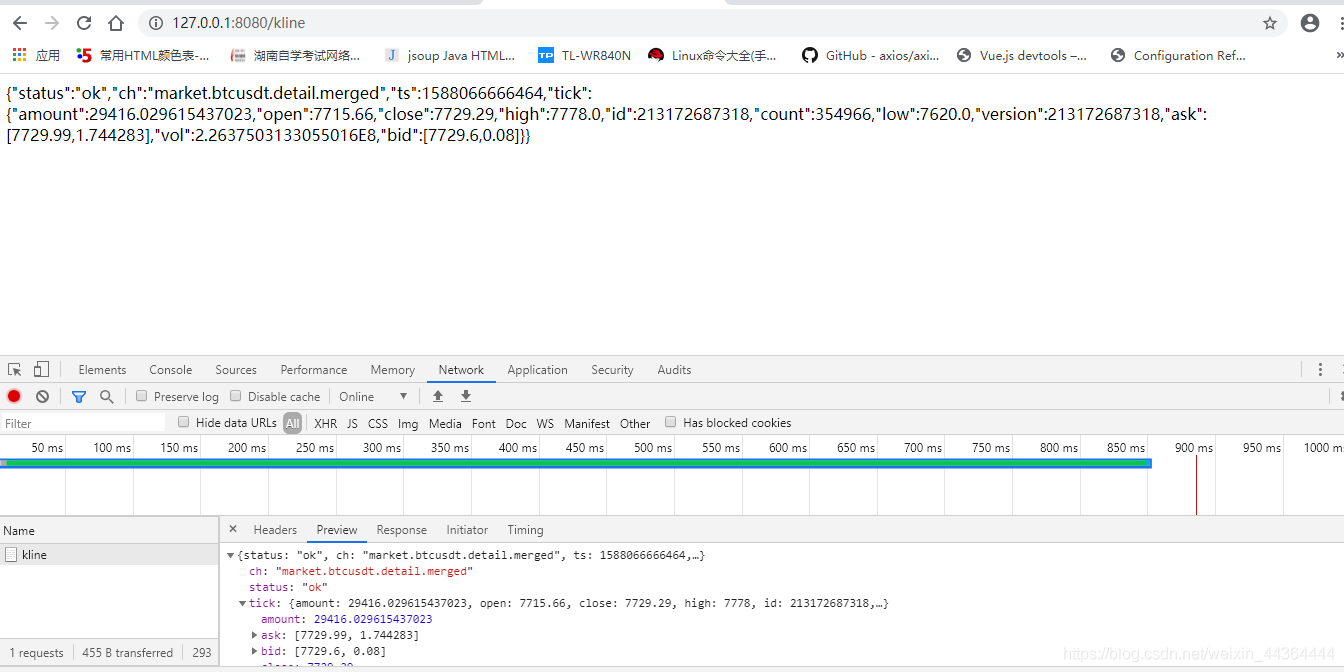 127.0.0.1:8080/kline
应用 常用HTML颜色表-... 湖南自学考试网络... J jsoup Java HTML... TP TL-WR840N Linux命令大全(手... GitHub - axios/axi... Vue.js devtools –... Configuration Ref... »
{"status":"ok","ch":"market.btcusdt.detail.merged","ts":1588066666464,"tick":
{"amount":29416.029615437023,"open":7715.66,"close":7729.29,"high":7778.0,"id":213172687318,"count":354966,"low":7620.0,"version":213172687318,"ask":
[7729.99,1.744283],"vol":2.2637503133055016E8,"bid":[7729.6,0.08]}}
Elements Console Sources Performance Memory Network Application Security Audits
Preserve log Disable cache Online
Filter Hide data URLs All XHR JS CSS Img Media Font Doc WS Manifest Other Has blocked cookies
50 ms 100 ms 150 ms 200 ms 250 ms 300 ms 350 ms 400 ms 450 ms 500 ms 550 ms 600 ms 650 ms 700 ms 750 ms 800 ms 850 ms 900 ms 950 ms 1000 m
Name × Headers Preview Response Initiator Timing
kline
{status: "ok", ch: "market.btcusdt.detail.merged", ts: 1588066666464,…}
ch: "market.btcusdt.detail.merged"
status: "ok"
tick: {amount: 29416.029615437023, open: 7715.66, close: 7729.29, high: 7778, id: 213172687318,…}
amount: 29416.029615437023
ask: [7729.99, 1.744283]
bid: [7729.6, 0.08]
close: 7729.29
1 requests 455 B transferred 293
https://blog.csdn.net/weixin_44364444